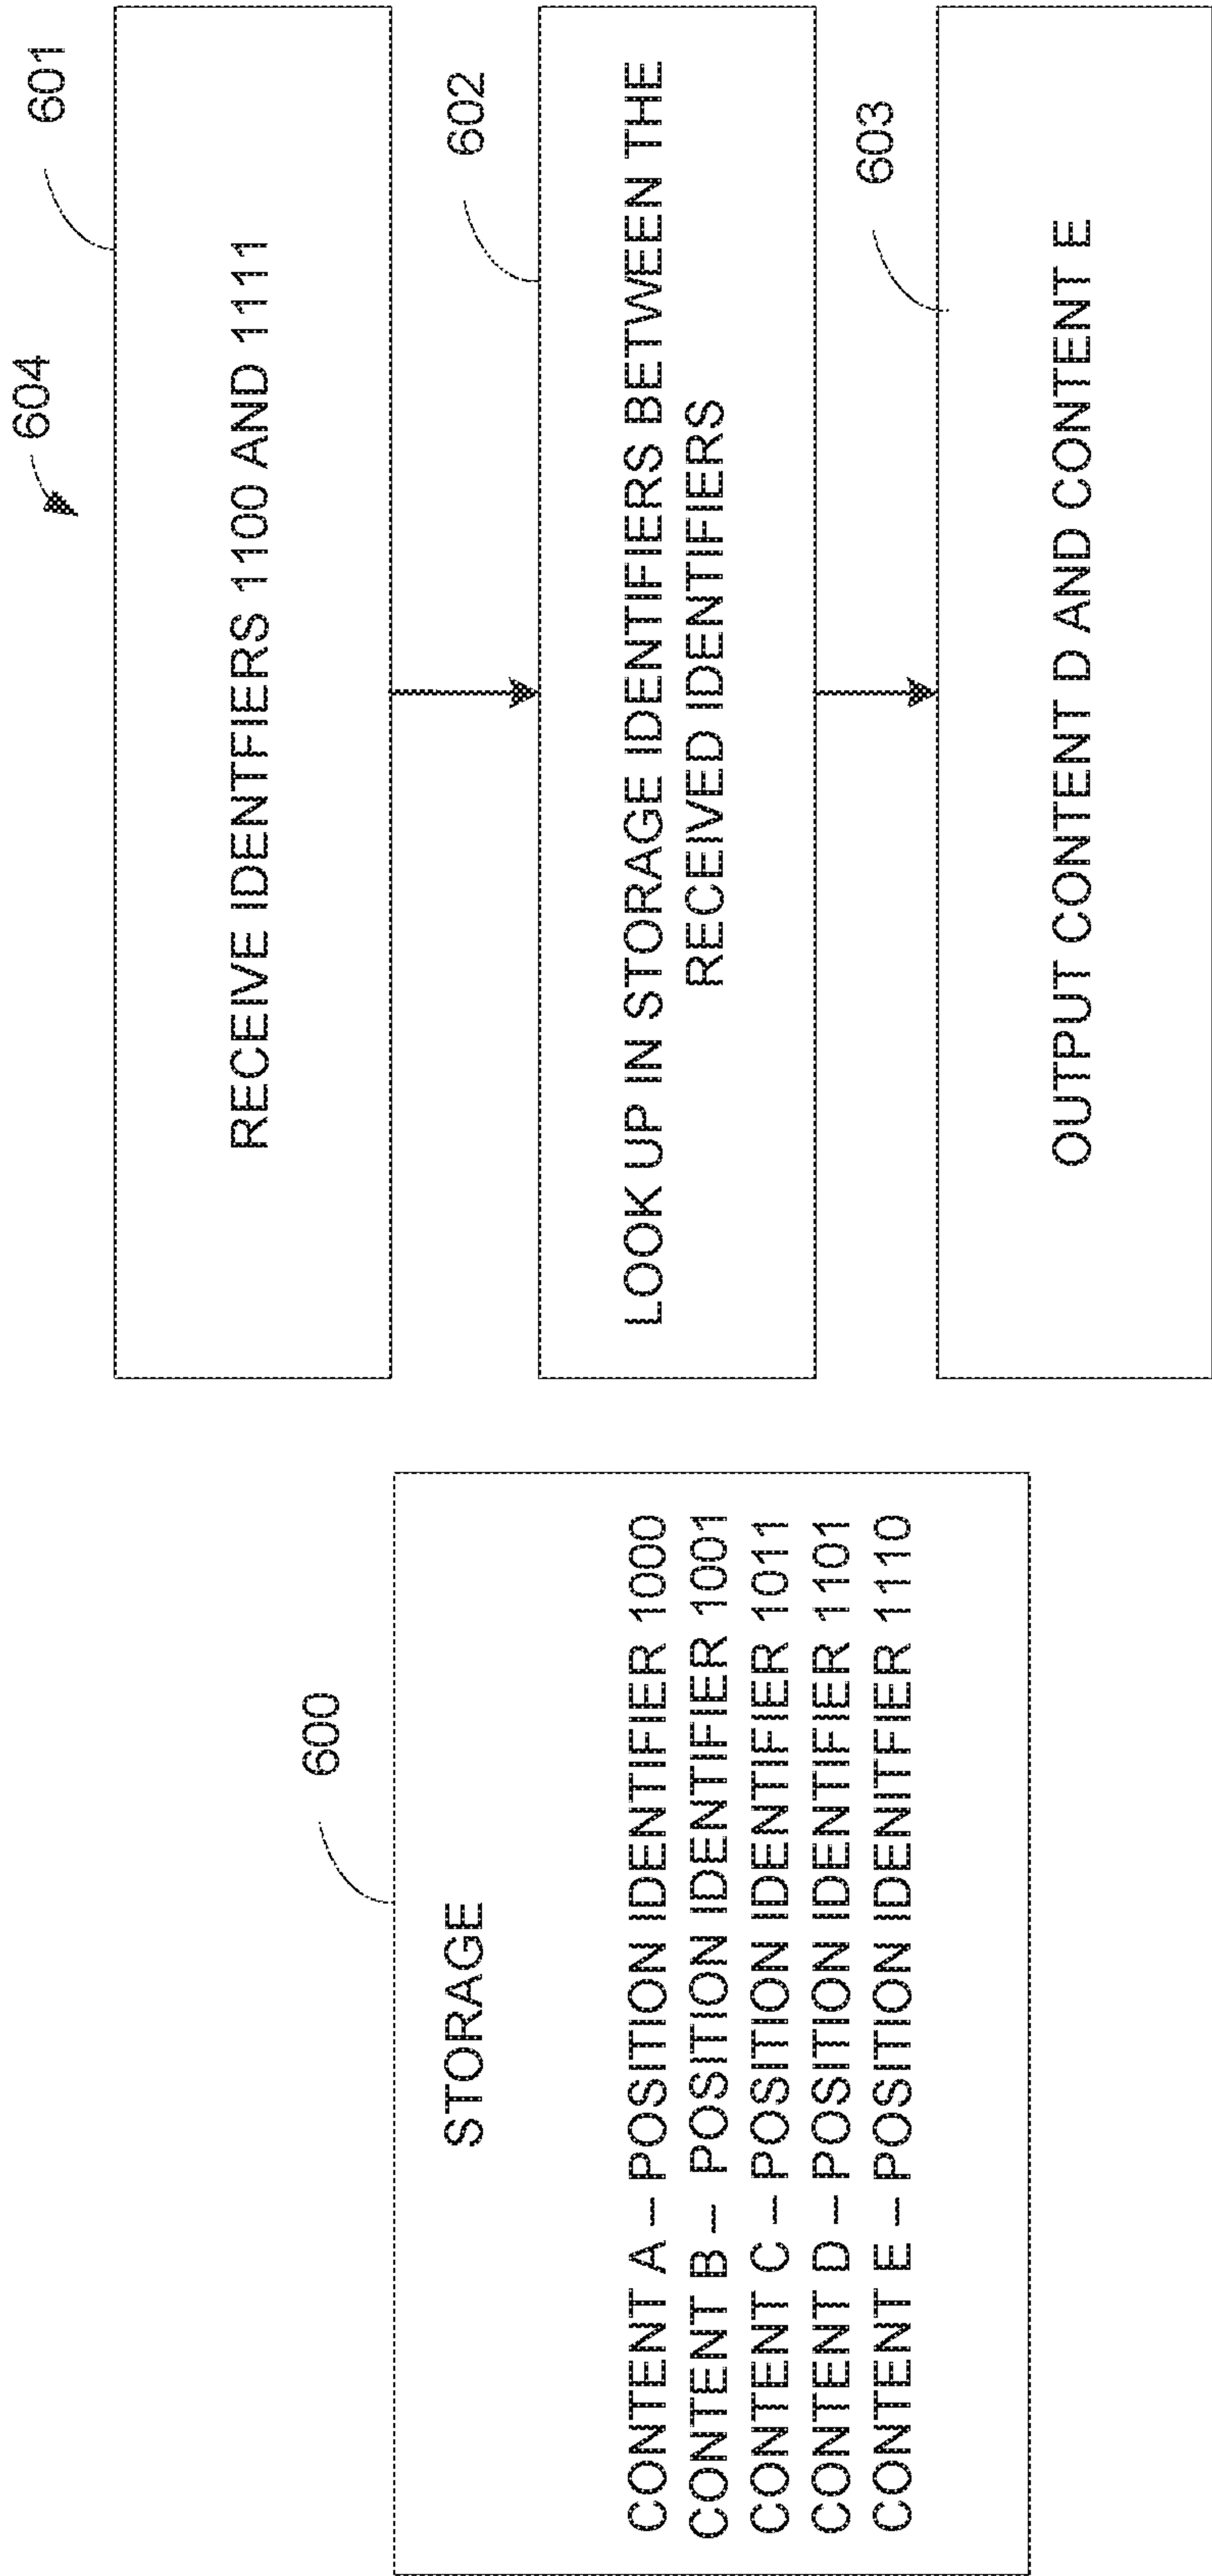 600
STORAGE
CONTENT A – POSITION IDENTIFIER 1000
CONTENT B – POSITION IDENTIFIER 1001
CONTENT C – POSITION IDENTIFIER 1011
CONTENT D – POSITION IDENTIFIER 1101
CONTENT E – POSITION IDENITFIER 1110
604
601
RECEIVE IDENTIFIERS 1100 AND 1111
602
LOOK UP IN STORAGE IDENTIFIERS BETWEEN THE
RECEIVED IDENTIFIERS
603
OUTPUT CONTENT D AND CONTENT E